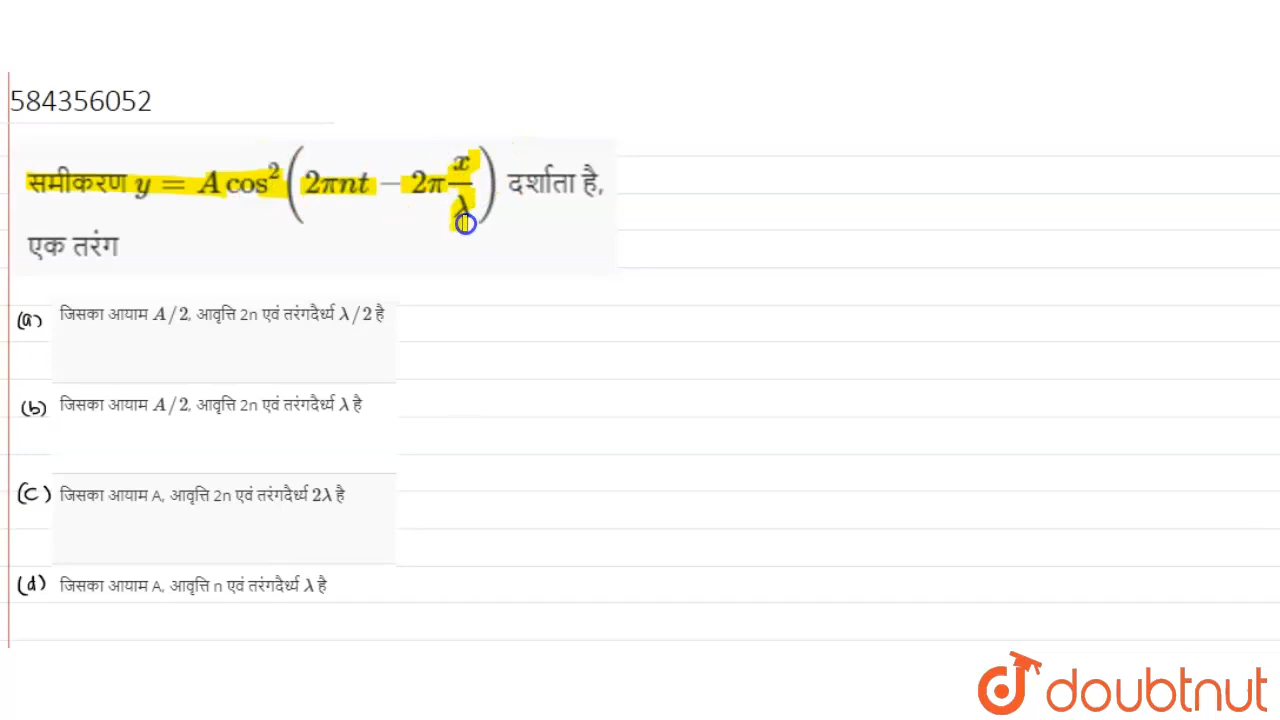 584356052
समीकरण y = A cos²(2πnt − 2π x/λ) दर्शाता है,
एक तरंग
(a) जिसका आयाम A/2, आवृत्ति 2n एवं तरंगदैर्ध्य λ/2 है
(b) जिसका आयाम A/2, आवृत्ति 2n एवं तरंगदैर्ध्य λ है
(c) जिसका आयाम A, आवृत्ति 2n एवं तरंगदैर्ध्य 2λ है
(d) जिसका आयाम A, आवृत्ति n एवं तरंगदैर्ध्य λ है
doubtnut